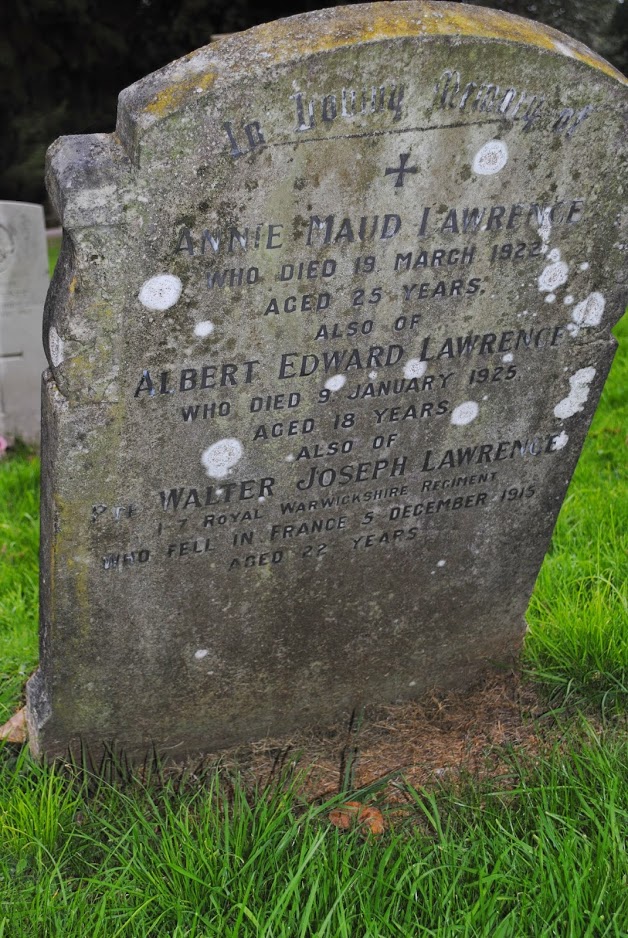 In Loving Memory of
ANNIE MAUD LAWRENCE
WHO DIED 19 MARCH 1922,
AGED 25 YEARS.
ALSO OF
ALBERT EDWARD LAWRENCE
WHO DIED 9 JANUARY 1925,
AGED 18 YEARS
ALSO OF
PTE WALTER JOSEPH LAWRENCE
1/7 ROYAL WARWICKSHIRE REGIMENT
WHO FELL IN FRANCE 5 DECEMBER 1915
AGED 22 YEARS